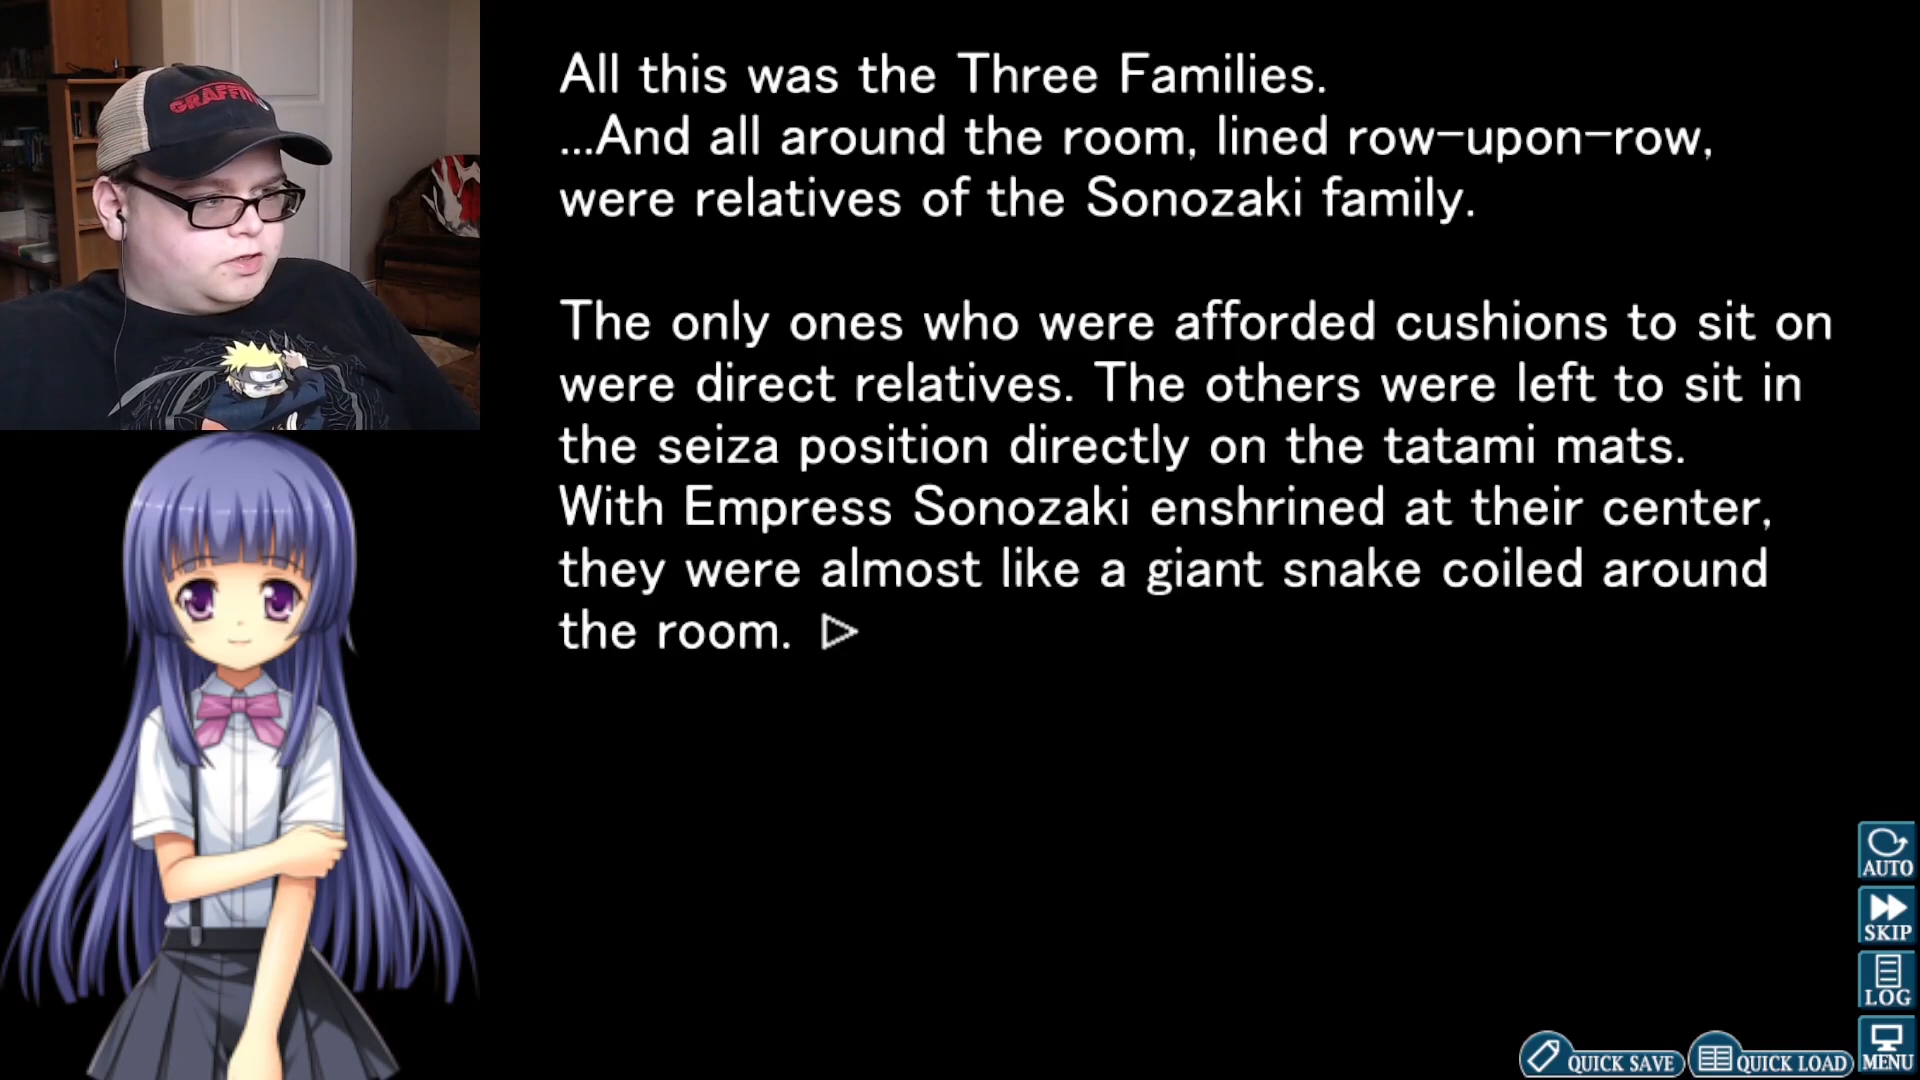 GRAFFITI
All this was the Three Families.
...And all around the room, lined row-upon-row,
were relatives of the Sonozaki family.
The only ones who were afforded cushions to sit on
were direct relatives. The others were left to sit in
the seiza position directly on the tatami mats.
With Empress Sonozaki enshrined at their center,
they were almost like a giant snake coiled around
the room.
AUTO
SKIP
LOG
MENU
QUICK SAVE
QUICK LOAD